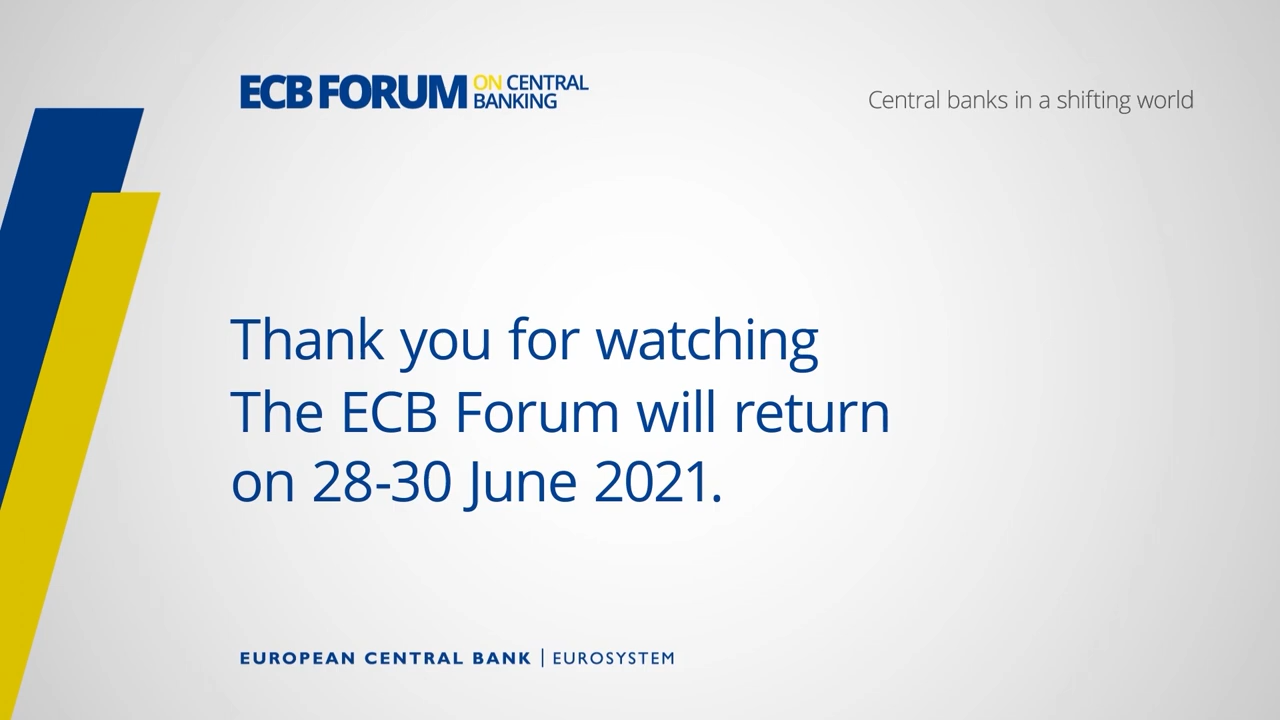 ECB FORUM ON CENTRAL BANKING
Central banks in a shifting world
Thank you for watching
The ECB Forum will return
on 28-30 June 2021.
EUROPEAN CENTRAL BANK | EUROSYSTEM